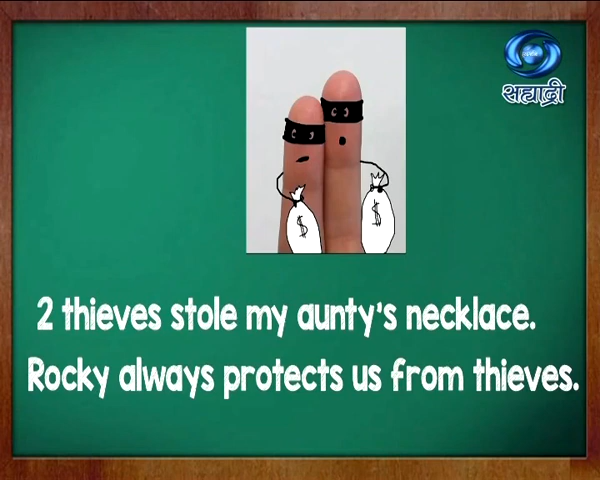 सह्याद्री
$ $
2 thieves stole my aunty's necklace.
Rocky always protects us from thieves.